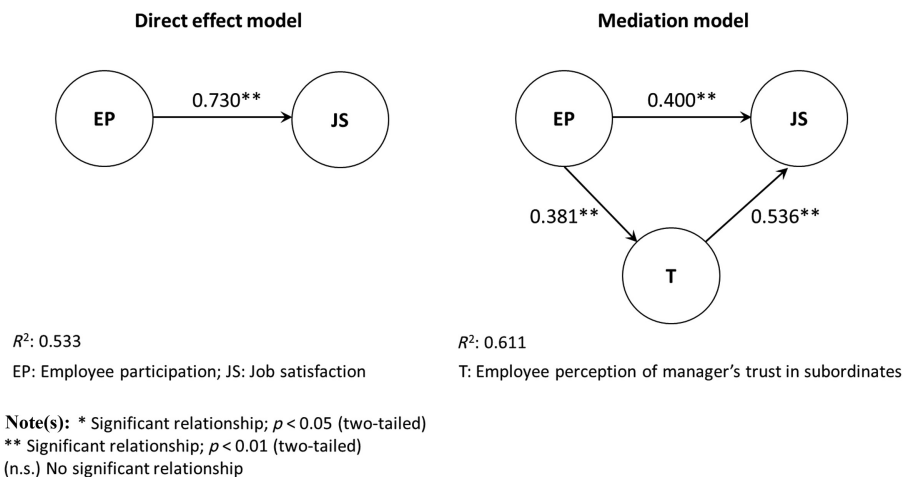 Direct effect model
EP
0.730**
JS
R²: 0.533
EP: Employee participation; JS: Job satisfaction
Mediation model
EP
0.400**
JS
0.381**
0.536**
T
R²: 0.611
T: Employee perception of manager’s trust in subordinates
Note(s): * Significant relationship; p < 0.05 (two-tailed)
** Significant relationship; p < 0.01 (two-tailed)
(n.s.) No significant relationship